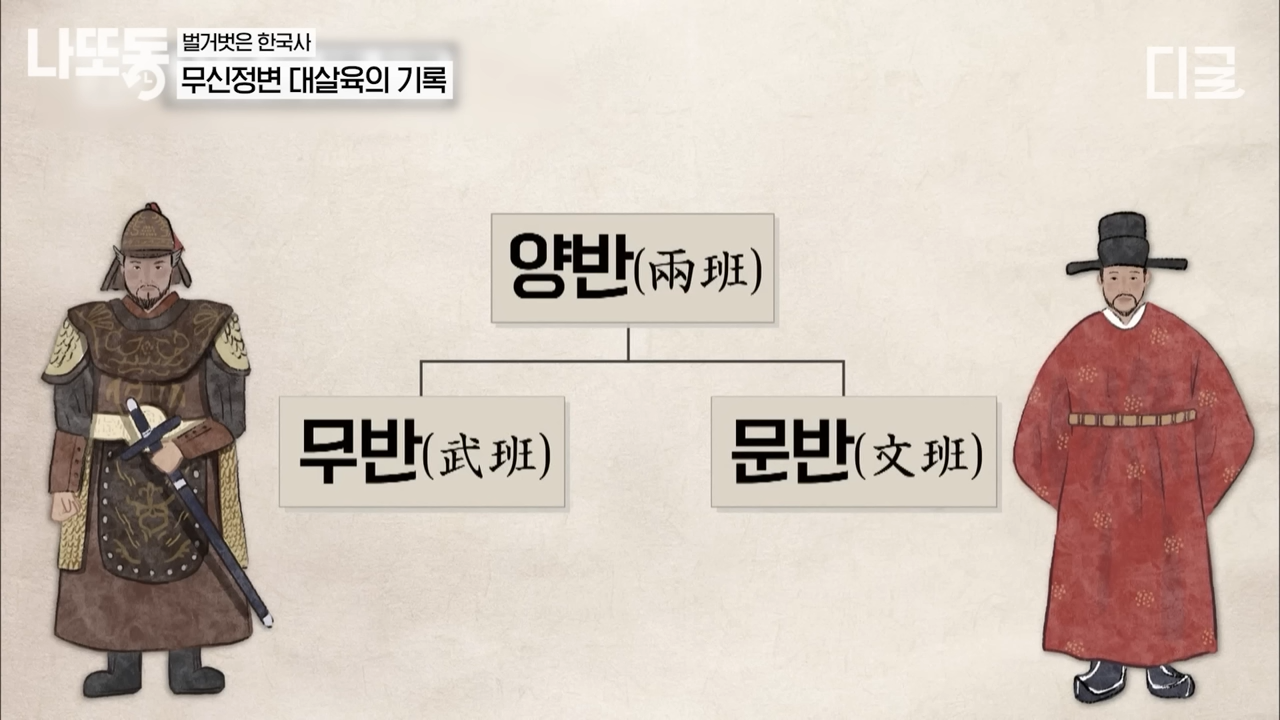 나또동
벌거벗은 한국사
무신정변 대살육의 기록
디글
양반(兩班)
무반(武班)
문반(文班)